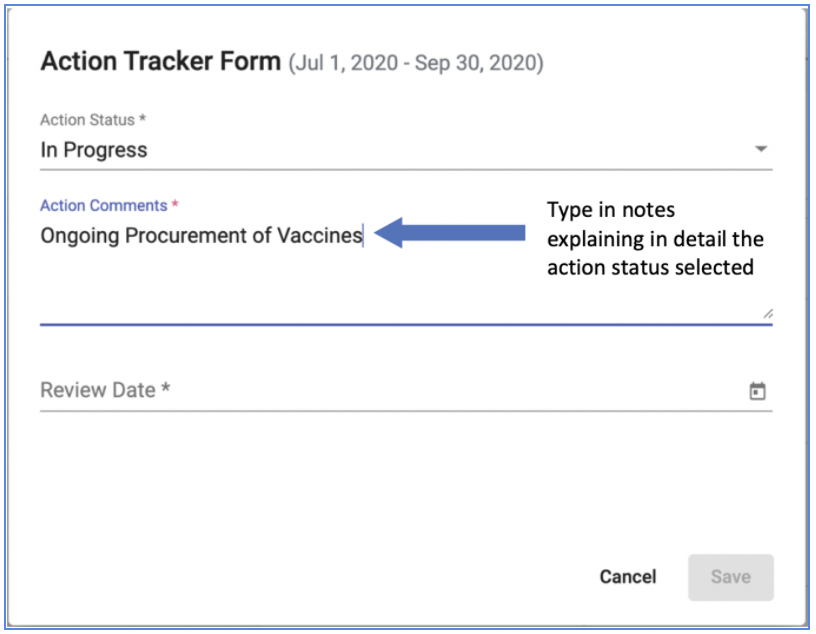 Action Tracker Form (Jul 1, 2020 - Sep 30, 2020)
Action Status *
In Progress
Action Comments *
Ongoing Procurement of Vaccines
Type in notes
explaining in detail the
action status selected
Review Date *
Cancel
Save